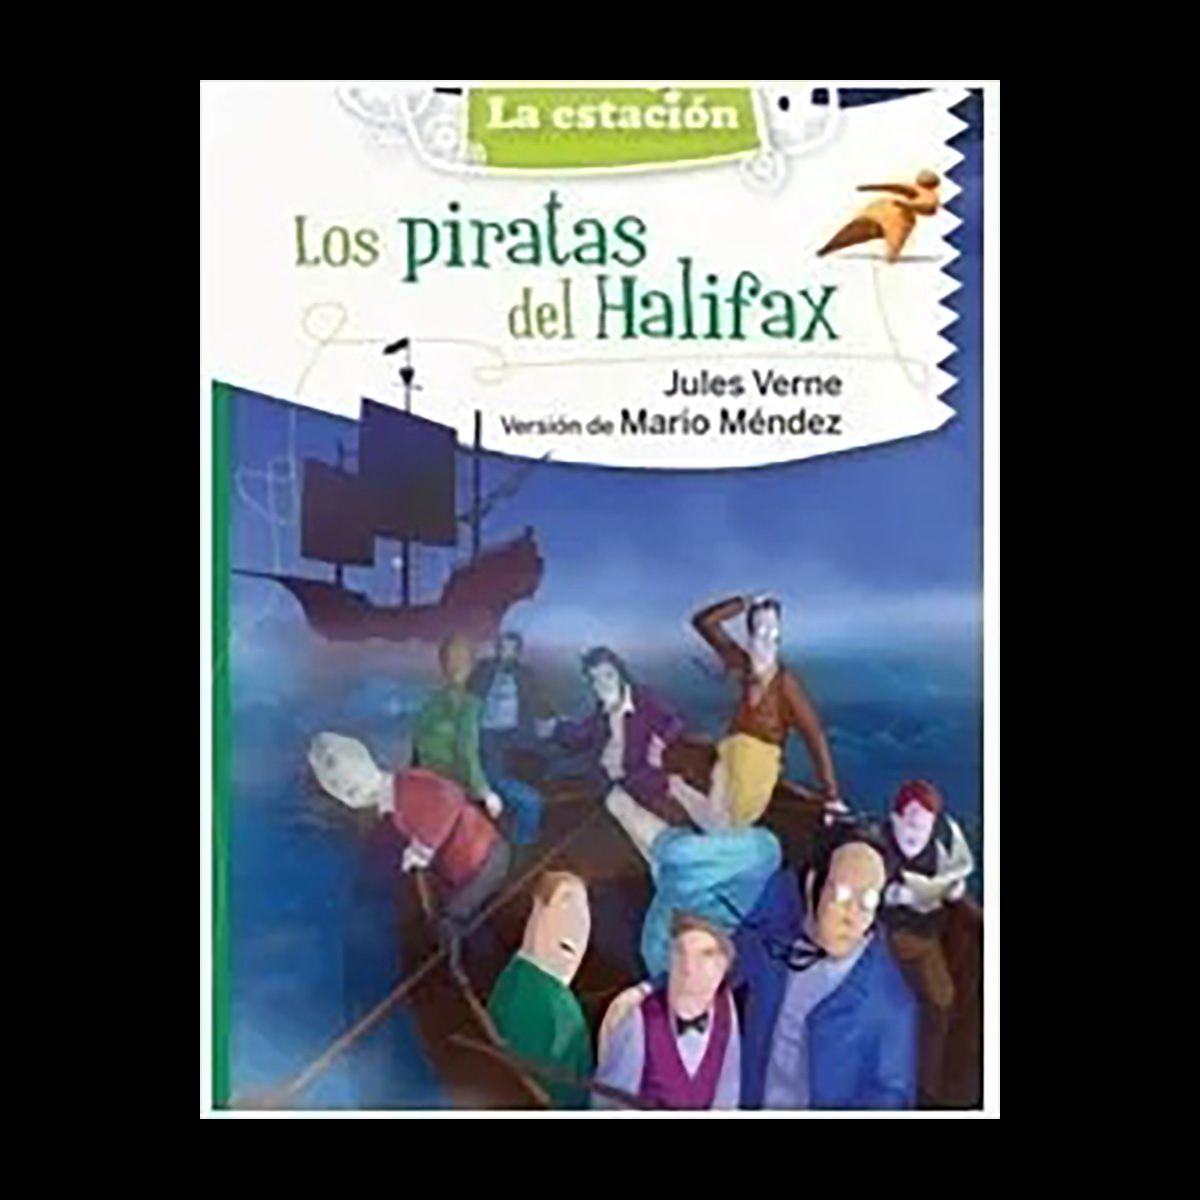 La estación
Los piratas
del Halifax
Jules Verne
Versión de Mario Méndez